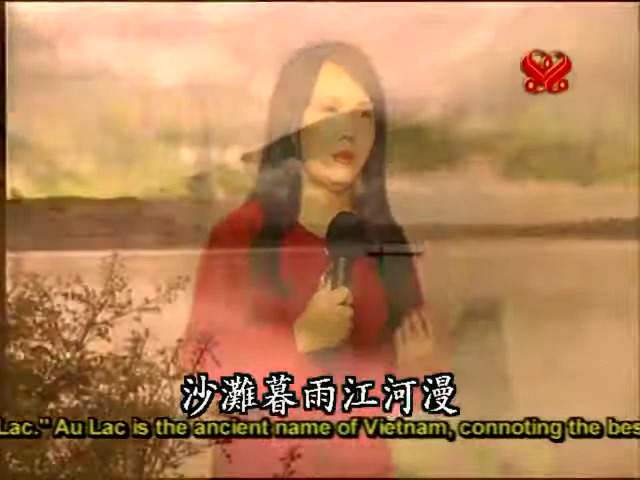 沙灘暮雨江河漫
Lac." Au Lac is the ancient name of Vietnam, connoting the bes